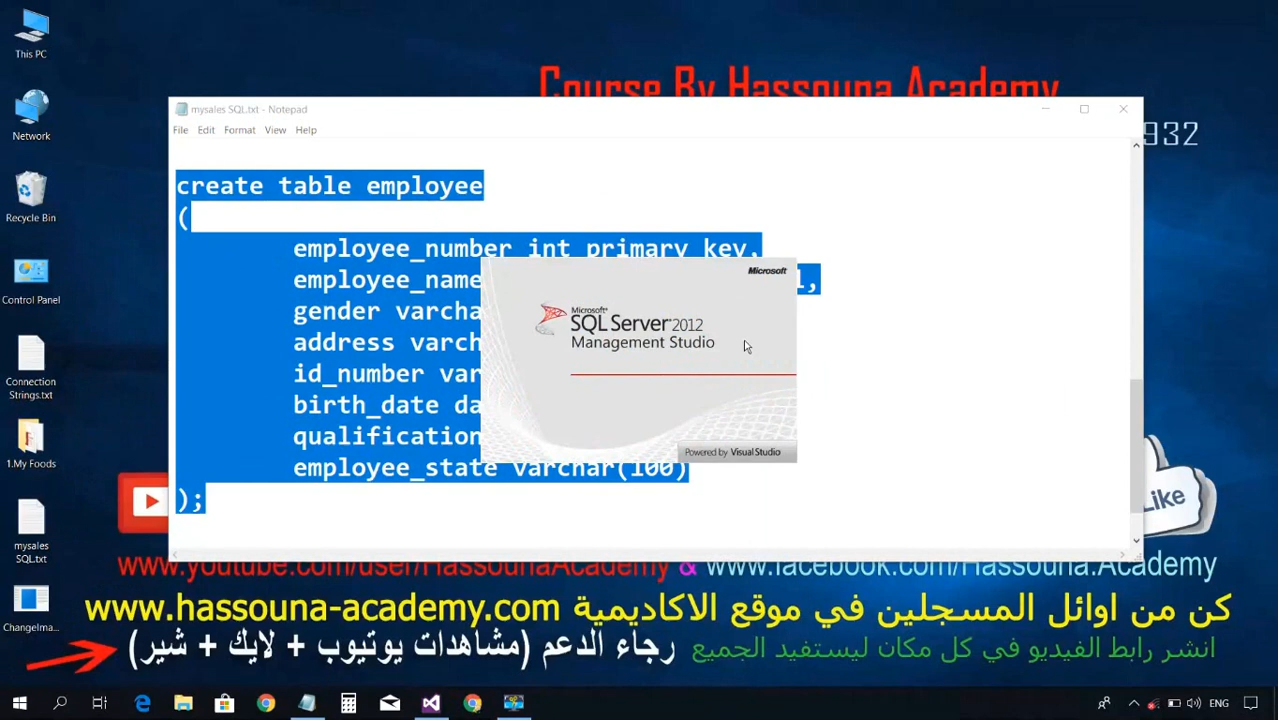 This PC
Course By Hassouna Academy
mysales SQL.txt - Notepad
932
File Edit Format View Help
Network
create table employee
(
employee_number int primary key,
employee_name
,
gender
address
id_number
birth_date
qualification
employee_state varchar(100)
);
Microsoft
Microsoft
SQL Server 2012
Management Studio
Powered by Visual Studio
Recycle Bin
Control Panel
Connection
Strings.txt
1.My Foods
mysales
SQL.txt
ChangeIma...
Like
www.youtube.com/user/HassounaAcademy & www.facebook.com/Hassouna.Academy
كن من اوائل المسجلين في موقع الاكاديمية www.hassouna-academy.com
انشر رابط الفيديو في كل مكان ليستفيد الجميع رجاء الدعم (مشاهدات يوتيوب + لايك + شير)
ENG